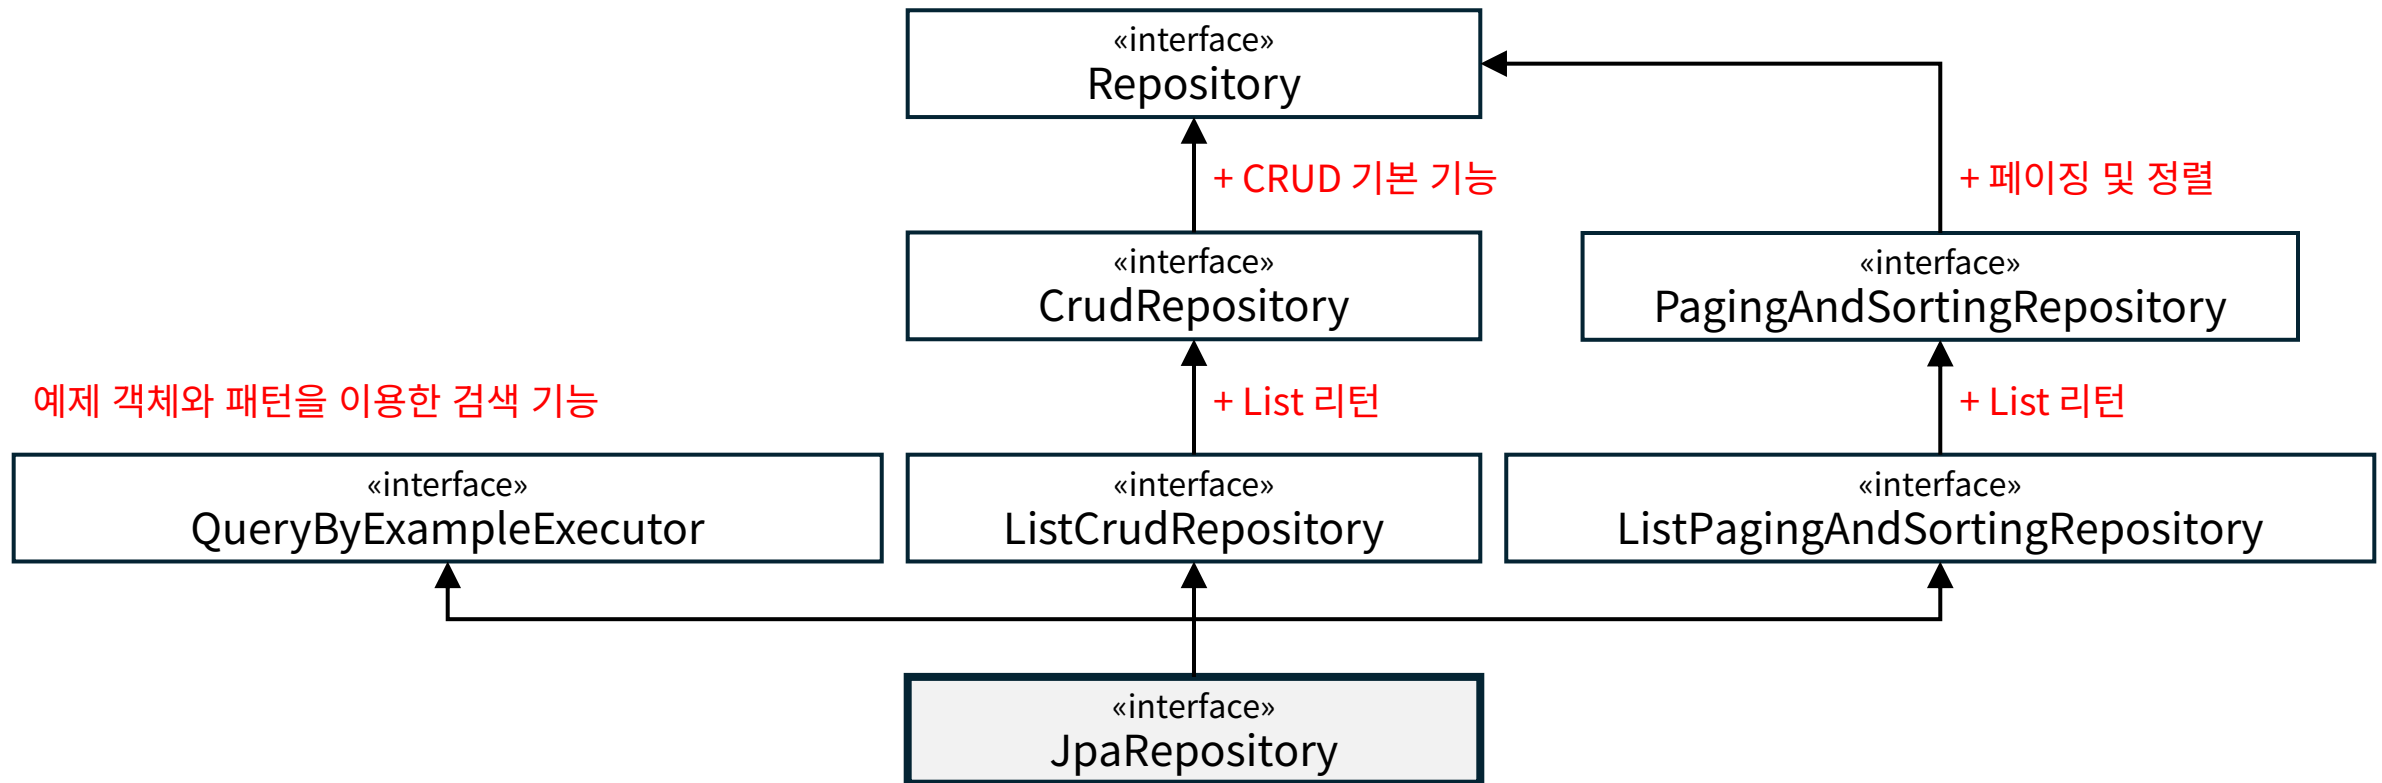 «interface»
Repository
+ CRUD 기본 기능
+ 페이징 및 정렬
«interface»
CrudRepository
«interface»
PagingAndSortingRepository
예제 객체와 패턴을 이용한 검색 기능
+ List 리턴
+ List 리턴
«interface»
QueryByExampleExecutor
«interface»
ListCrudRepository
«interface»
ListPagingAndSortingRepository
«interface»
JpaRepository